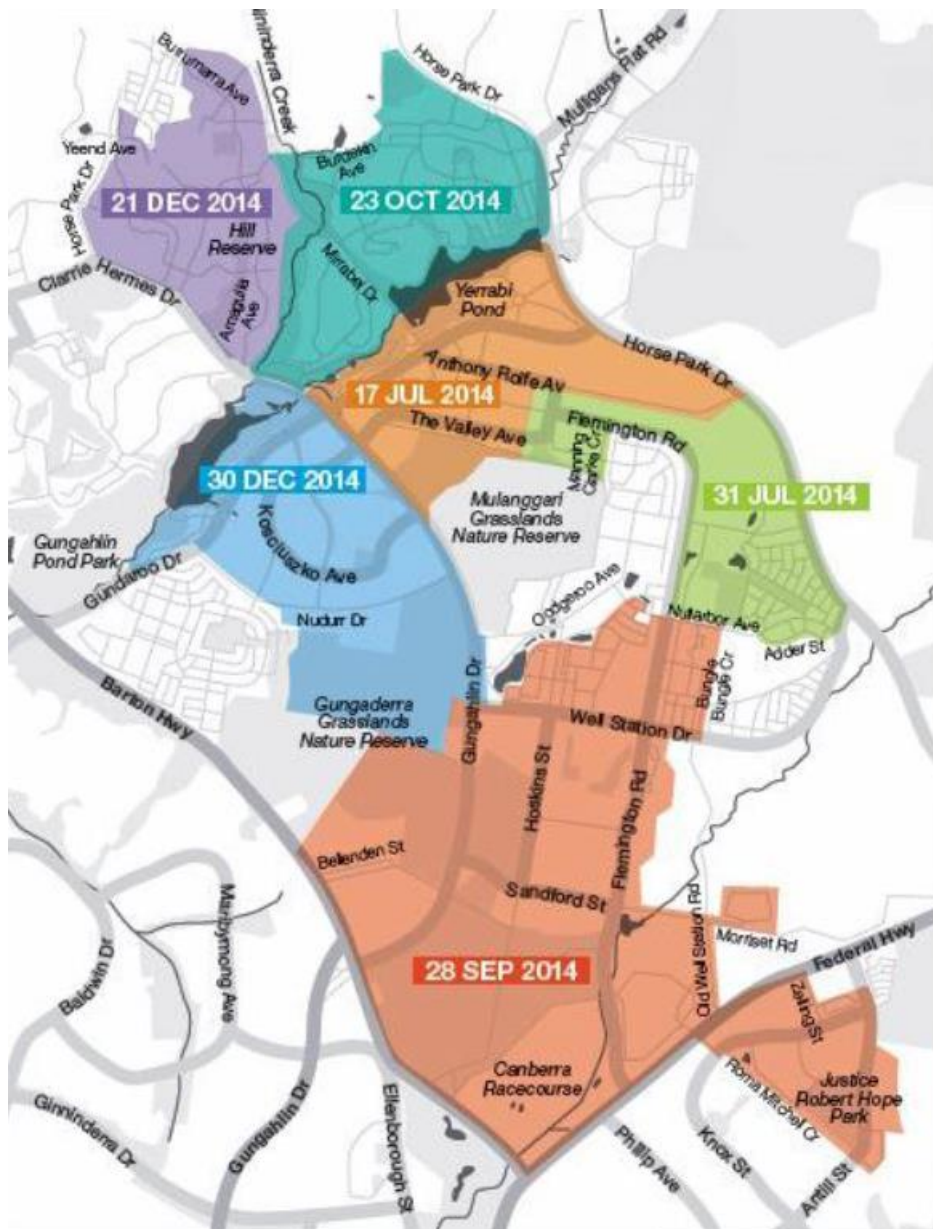 Horse Park Dr
Mulligans Flat Rd
Burrumarra Ave
Ginninderra Creek
Yeend Ave
Burdekin
Ave
Horse Park Dr
21 DEC 2014
23 OCT 2014
Hill
Reserve
Mirrabei Dr
Clarrie Hermes Dr
Amagula
Ave
Yerrabi
Pond
Horse Park Dr
Anthony Rolfe Av
17 JUL 2014
The Valley Ave
Flemington Rd
Manning
Clarke Cr
30 DEC 2014
31 JUL 2014
Mulanggari
Grasslands
Nature Reserve
Gungahlin
Pond Park
Kosciuszko Ave
Gundaroo Dr
Oodgeroo Ave
Nudurr Dr
Nullarbor Ave
Adder St
Bungle
Bungle Cr
Barton Hwy
Gungaderra
Grasslands
Nature Reserve
Gungahlin Dr
Well Station Dr
Hoskins St
Flemington Rd
Bellenden St
Sandford St
Maribyrnong Ave
Old Well Station Rd
Morriset Rd
Federal Hwy
Baldwin Dr
28 SEP 2014
Zelling St
Canberra
Racecourse
Roma Mitchell Cr
Justice
Robert Hope
Park
Ginninderra Dr
Gungahlin Dr
Ellenborough St
Phillip Ave
Knox St
Antill St